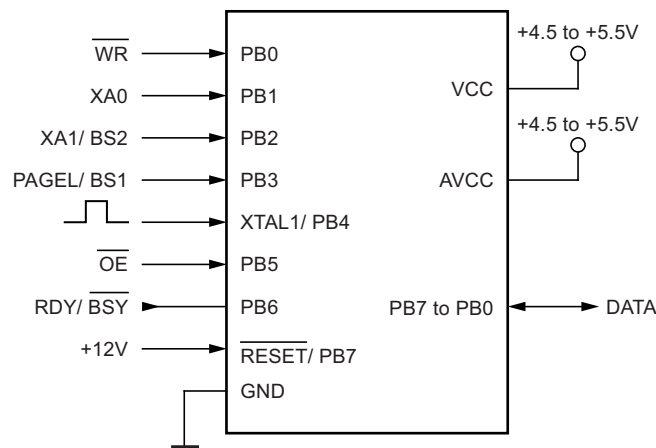 +4.5 to +5.5V
WR PB0
XA0 PB1 VCC
XA1/ BS2 PB2 +4.5 to +5.5V
PAGEL/ BS1 PB3 AVCC
XTAL1/ PB4
OE PB5
RDY/ BSY PB6 PB7 to PB0 DATA
+12V RESET/ PB7
GND